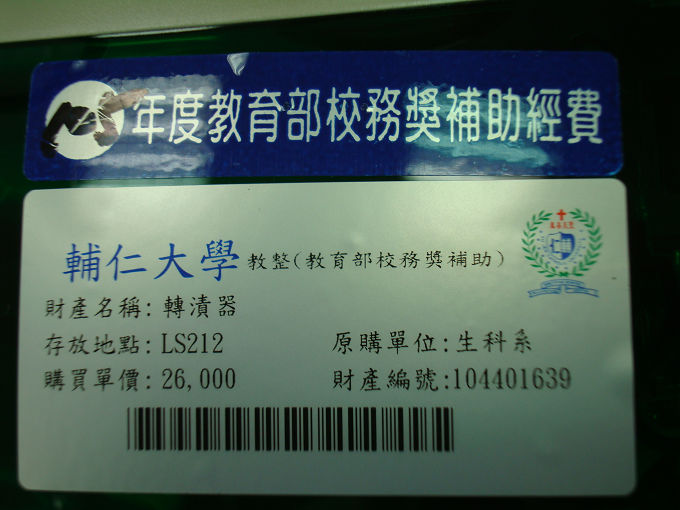 年度教育部校務獎補助經費
輔仁大學 教整(教育部校務獎補助)
財產名稱: 轉漬器
存放地點: LS212 原購單位: 生科系
購買單價: 26,000 財產編號: 104401639